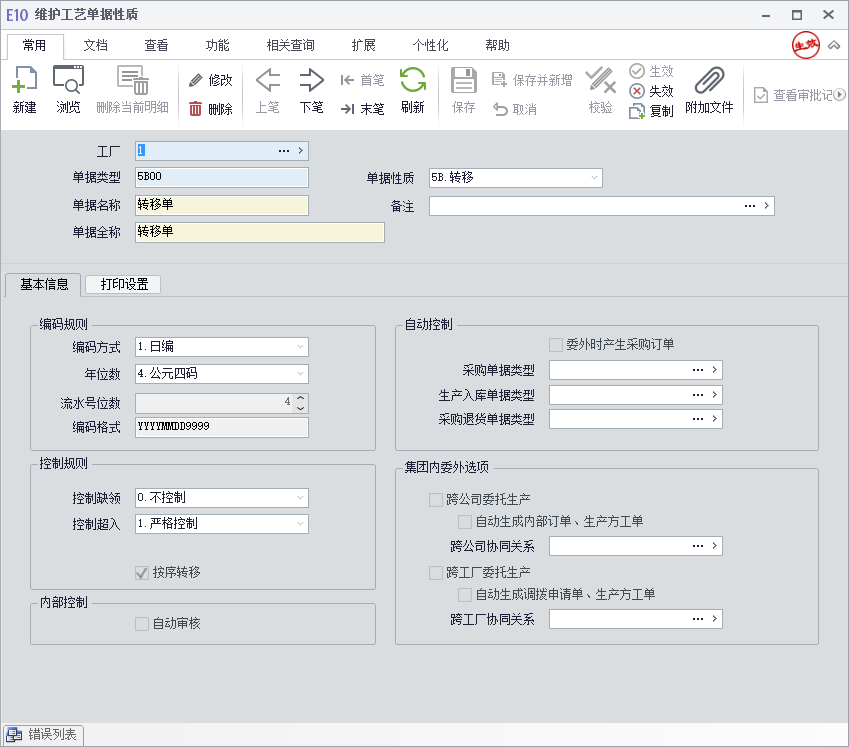 E10 维护工艺单据性质
常用 文档 查看 功能 相关查询 扩展 个性化 帮助
生效
新建 浏览 删除当前明细 修改 删除 上笔 下笔 首笔 末笔 刷新 保存 保存并新增 取消 校验 生效 失效 复制 附加文件 查看审批记
工厂 1
单据类型 5B00 单据性质 5B.转移
单据名称 转移单 备注
单据全称 转移单
基本信息 打印设置
编码规则
编码方式 1.日编
年位数 4.公元四码
流水号位数 4
编码格式 YYYYMMDD9999
控制规则
控制缺领 0.不控制
控制超入 1.严格控制
按序转移
内部控制
自动审核
自动控制
委外时产生采购订单
采购单据类型
生产入库单据类型
采购退货单据类型
集团内委外选项
跨公司委托生产
自动生成内部订单、生产方工单
跨公司协同关系
跨工厂委托生产
自动生成调拨申请单、生产方工单
跨工厂协同关系
错误列表